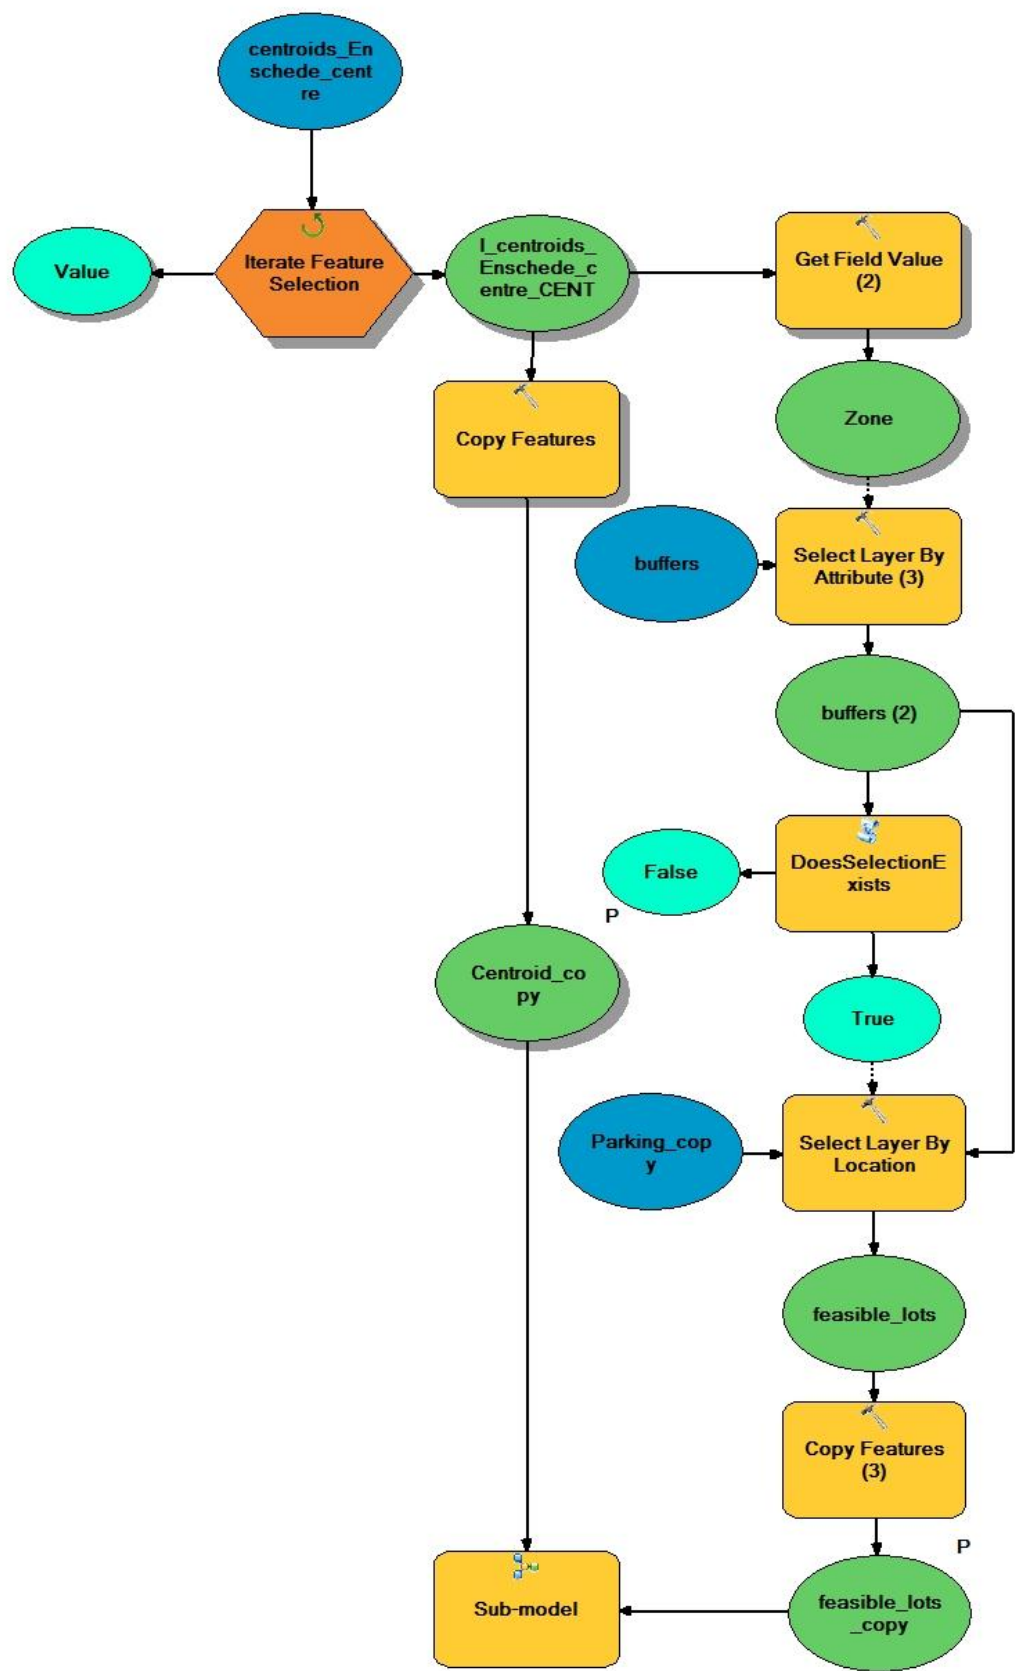 centroids_En
schede_cent
re
Value
Iterate Feature
Selection
I_centroids_
Enschede_c
entre_CENT
Get Field Value
(2)
Copy Features
Zone
buffers
Select Layer By
Attribute (3)
buffers (2)
False
P
DoesSelectionE
xists
Centroid_co
py
True
Parking_cop
y
Select Layer By
Location
feasible_lots
Copy Features
(3)
P
Sub-model
feasible_lots
_copy